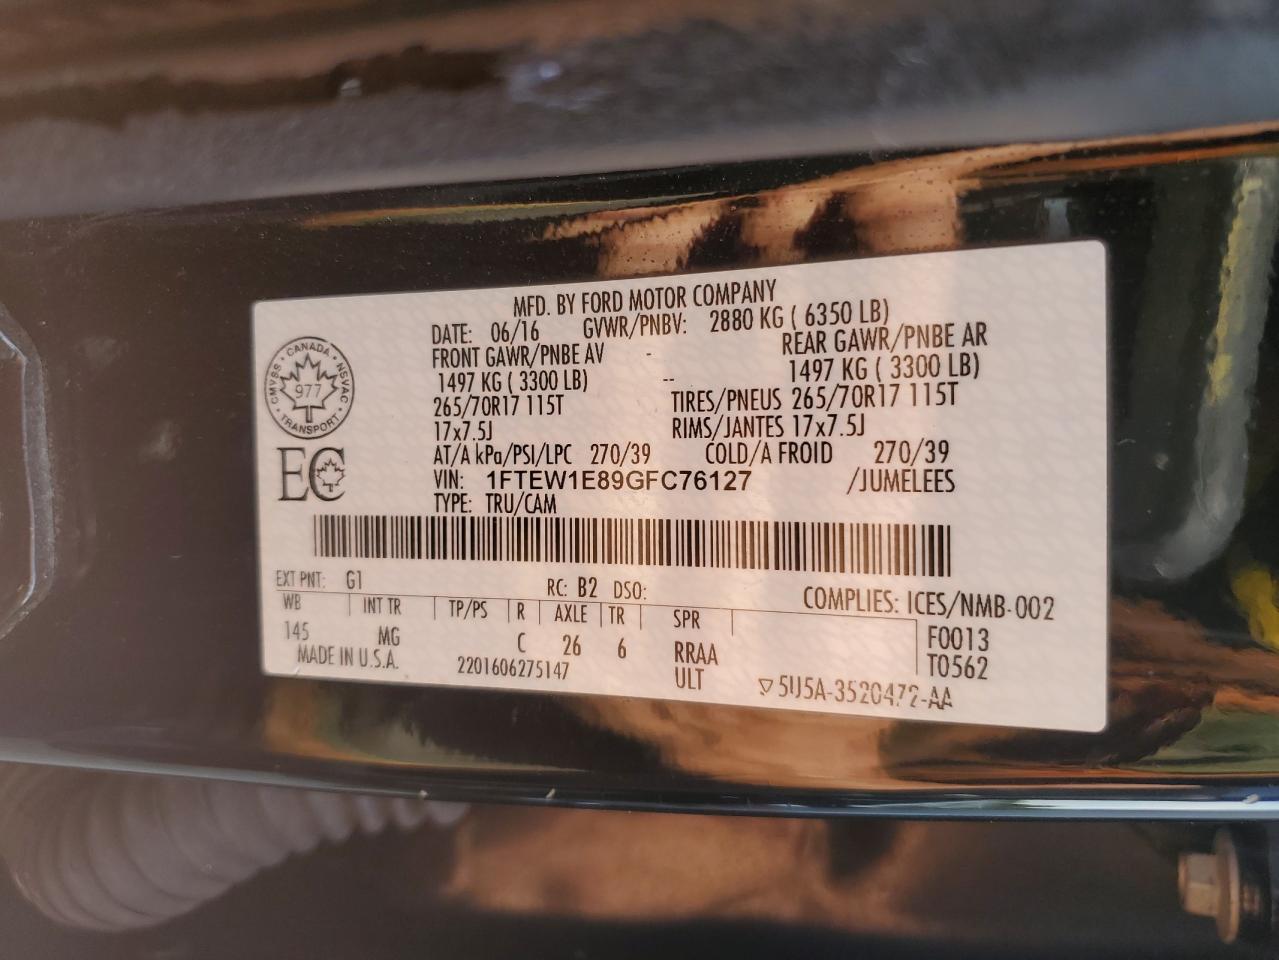 MFD. BY FORD MOTOR COMPANY
DATE: 06/16 GVWR/PNBV: 2880 KG ( 6350 LB)
FRONT GAWR/PNBE AV - REAR GAWR/PNBE AR
1497 KG ( 3300 LB) -- 1497 KG ( 3300 LB)
265/70R17 115T TIRES/PNEUS 265/70R17 115T
17x7.5J RIMS/JANTES 17x7.5J
AT/A kPa/PSI/LPC 270/39 COLD/A FROID 270/39
VIN: 1FTEW1E89GFC76127 /JUMELEES
TYPE: TRU/CAM
CANADA
CMVSS NSVAC
977
TRANSPORT
EC
EXT PNT: G1 RC: B2 DSO: COMPLIES: ICES/NMB-002
WB INT TR TP/PS R AXLE TR SPR F0013
145 MG C 26 6 RRAA T0562
MADE IN U.S.A. 2201606275147 ULT ▽5U5A-3520472-AA